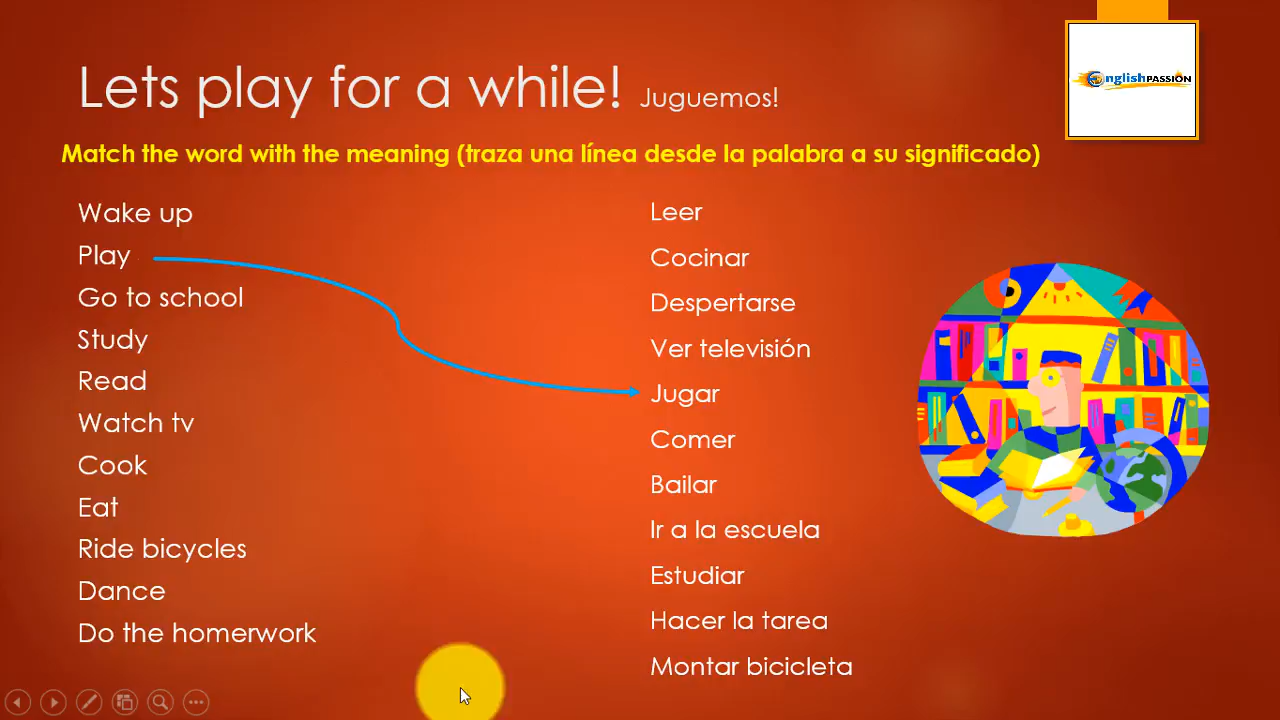 Lets play for a while! Juguemos!
EnglishPASSION
Match the word with the meaning (traza una línea desde la palabra a su significado)
Wake up
Play
Go to school
Study
Read
Watch tv
Cook
Eat
Ride bicycles
Dance
Do the homerwork
Leer
Cocinar
Despertarse
Ver televisión
Jugar
Comer
Bailar
Ir a la escuela
Estudiar
Hacer la tarea
Montar bicicleta